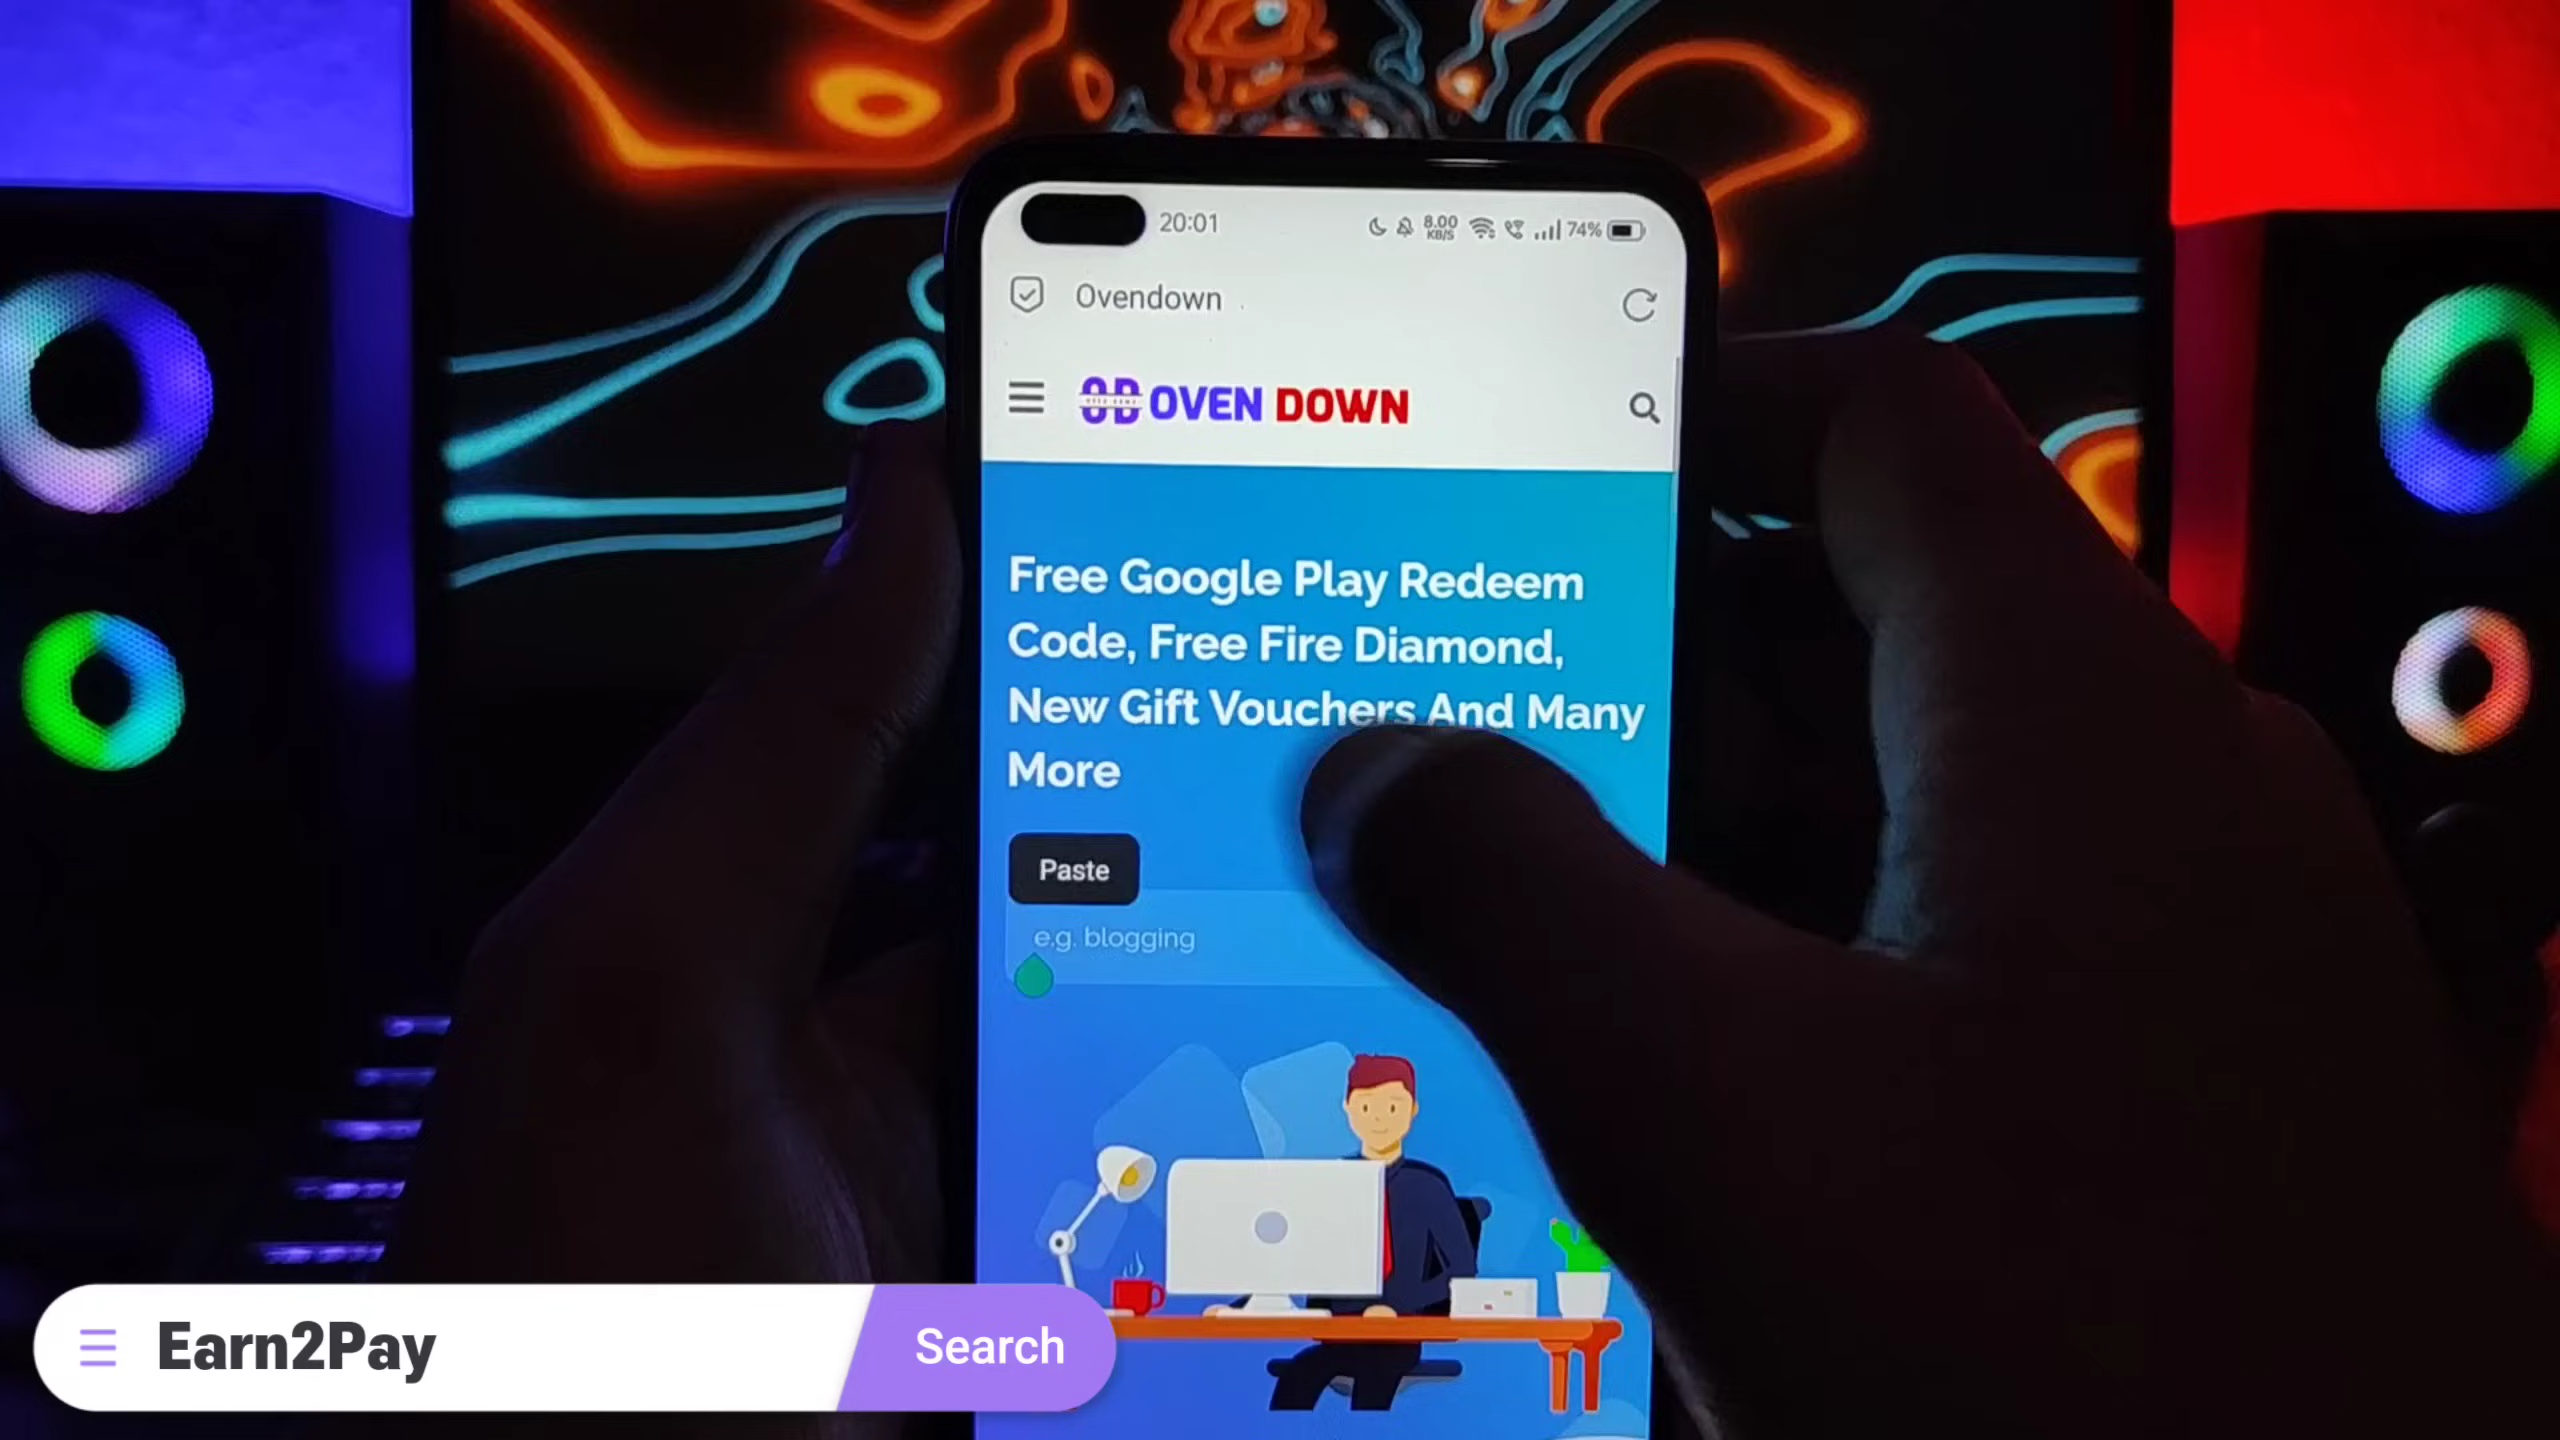 20:01
8.00
KB/S
74%
Ovendown
OVEN DOWN
Free Google Play Redeem
Code, Free Fire Diamond,
New Gift Vouchers And Many
More
Paste
e.g. blogging
Earn2Pay
Search